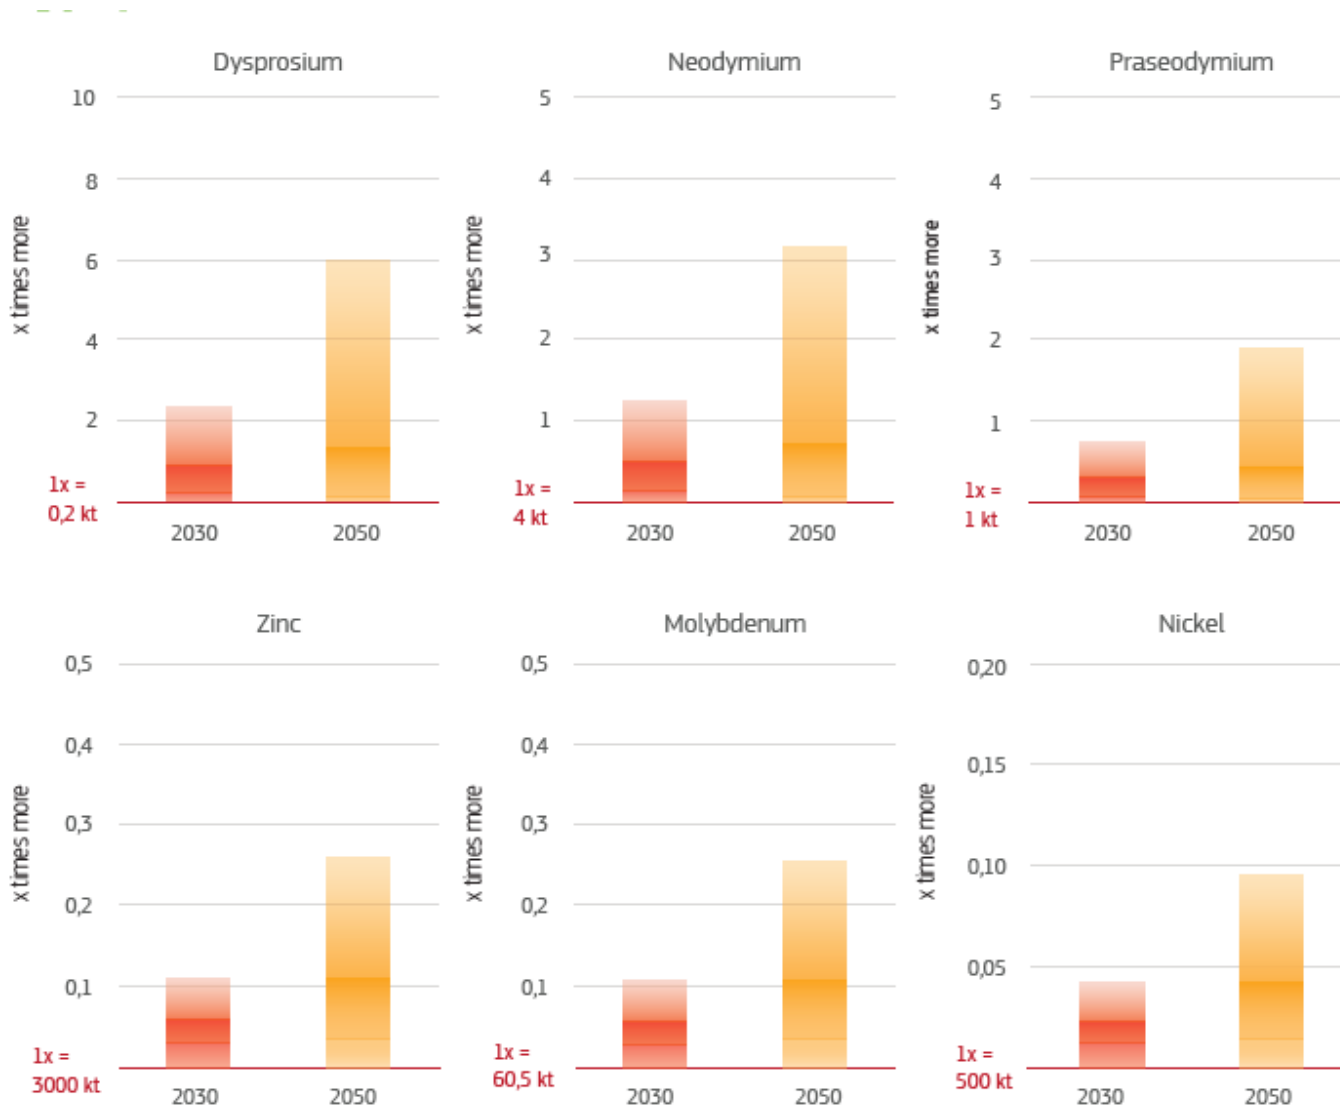 Dysprosium
10
8
6
4
2
x times more
1x =
0,2 kt
2030
2050
Neodymium
5
4
3
2
1
x times more
1x =
4 kt
2030
2050
Praseodymium
5
4
3
2
1
x times more
1x =
1 kt
2030
2050
Zinc
0,5
0,4
0,3
0,2
0,1
x times more
1x =
3000 kt
2030
2050
Molybdenum
0,5
0,4
0,3
0,2
0,1
x times more
1x =
60,5 kt
2030
2050
Nickel
0,20
0,15
0,10
0,05
x times more
1x =
500 kt
2030
2050